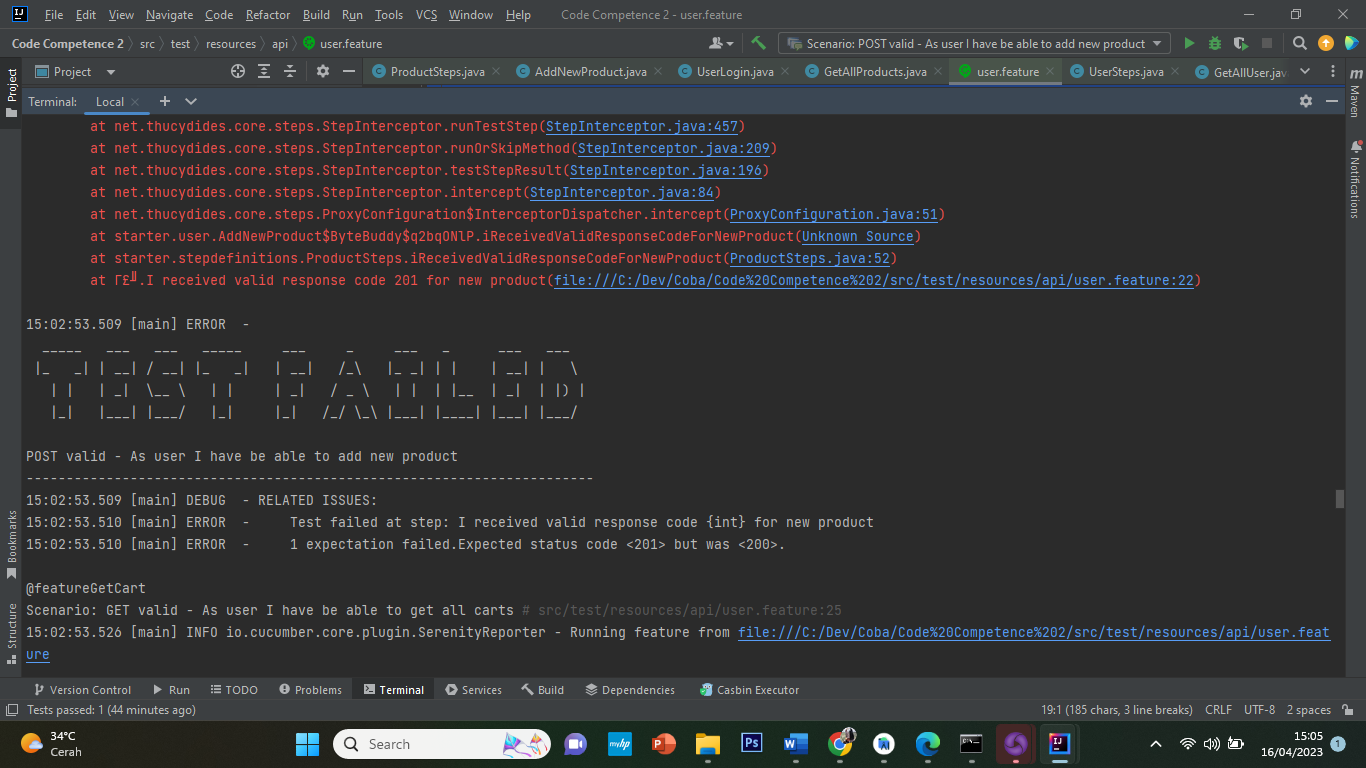 File Edit View Navigate Code Refactor Build Run Tools VCS Window Help Code Competence 2 - user.feature
Code Competence 2 src test resources api user.feature Scenario: POST valid - As user I have be able to add new product
Project ProductSteps.java AddNewProduct.java UserLogin.java GetAllProducts.java user.feature UserSteps.java GetAllUser.jav
Terminal: Local
at net.thucydides.core.steps.StepInterceptor.runTestStep(StepInterceptor.java:457)
at net.thucydides.core.steps.StepInterceptor.runOrSkipMethod(StepInterceptor.java:209)
at net.thucydides.core.steps.StepInterceptor.testStepResult(StepInterceptor.java:196)
at net.thucydides.core.steps.StepInterceptor.intercept(StepInterceptor.java:84)
at net.thucydides.core.steps.ProxyConfiguration$InterceptorDispatcher.intercept(ProxyConfiguration.java:51)
at starter.user.AddNewProduct$ByteBuddy$q2bqONlP.iReceivedValidResponseCodeForNewProduct(Unknown Source)
at starter.stepdefinitions.ProductSteps.iReceivedValidResponseCodeForNewProduct(ProductSteps.java:52)
at Γ£╝.I received valid response code 201 for new product(file:///C:/Dev/Coba/Code%20Competence%202/src/test/resources/api/user.feature:22)
15:02:53.509 [main] ERROR -
TEST FAILED
POST valid - As user I have be able to add new product
-----------------------------------------------------------------------
15:02:53.509 [main] DEBUG - RELATED ISSUES:
15:02:53.510 [main] ERROR - Test failed at step: I received valid response code {int} for new product
15:02:53.510 [main] ERROR - 1 expectation failed.Expected status code <201> but was <200>.
@featureGetCart
Scenario: GET valid - As user I have be able to get all carts # src/test/resources/api/user.feature:25
15:02:53.526 [main] INFO io.cucumber.core.plugin.SerenityReporter - Running feature from file:///C:/Dev/Coba/Code%20Competence%202/src/test/resources/api/user.feat
ure
Project
Bookmarks
Structure
Maven
Notifications
Version Control Run TODO Problems Terminal Services Build Dependencies Casbin Executor
Tests passed: 1 (44 minutes ago) 19:1 (185 chars, 3 line breaks) CRLF UTF-8 2 spaces
34°C
Cerah
Search
15:05
16/04/2023
1